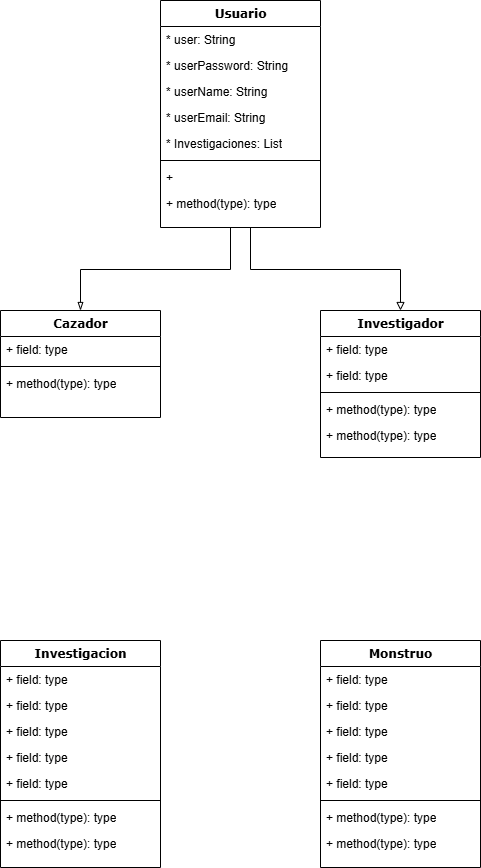 Usuario
* user: String
* userPassword: String
* userName: String
* userEmail: String
* Investigaciones: List
+
+ method(type): type
Cazador
+ field: type
+ method(type): type
Investigador
+ field: type
+ field: type
+ method(type): type
+ method(type): type
Investigacion
+ field: type
+ field: type
+ field: type
+ field: type
+ field: type
+ method(type): type
+ method(type): type
Monstruo
+ field: type
+ field: type
+ field: type
+ field: type
+ field: type
+ method(type): type
+ method(type): type